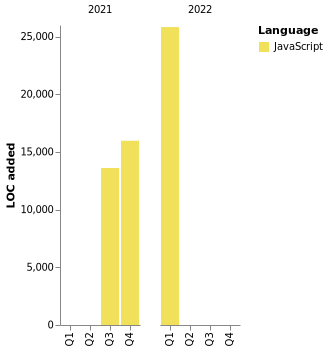 2021 2022
Language
JavaScript
25,000
20,000
15,000
10,000
5,000
0
LOC added
Q1 Q2 Q3 Q4 Q1 Q2 Q3 Q4